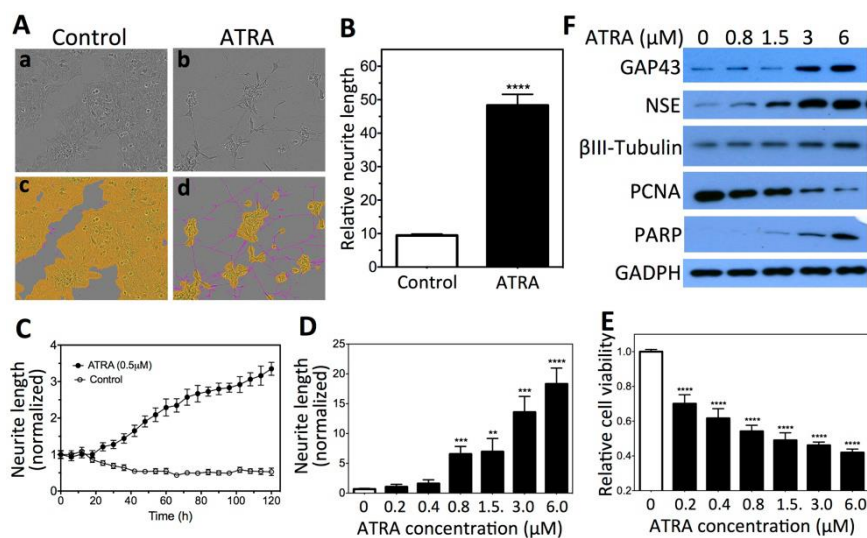 A
Control
ATRA
a
b
c
d
B
Relative neurite length
60
50
40
30
20
10
0
****
Control
ATRA
F
ATRA (μM) 0 0.8 1.5 3 6
GAP43
NSE
βIII-Tubulin
PCNA
PARP
GADPH
C
Neurite length
(normalized)
4
3
2
1
0
ATRA (0.5μM)
Control
0 20 40 60 80 100 120
Time (h)
D
Neurite length
(normalized)
25
20
15
10
5
0
*** ** *** ****
0 0.2 0.4 0.8 1.5. 3.0 6.0
ATRA concentration (μM)
E
Relative cell viability
1.0
0.8
0.6
0.4
0.2
**** **** **** **** **** ****
0 0.2 0.4 0.8 1.5. 3.0 6.0
ATRA concentration (μM)